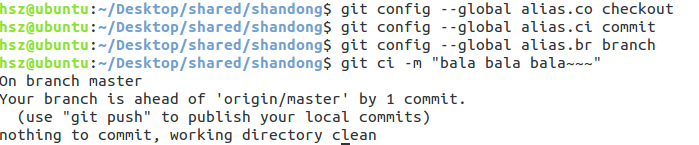 hsz@ubuntu:~/Desktop/shared/shandong$ git config --global alias.co checkout
hsz@ubuntu:~/Desktop/shared/shandong$ git config --global alias.ci commit
hsz@ubuntu:~/Desktop/shared/shandong$ git config --global alias.br branch
hsz@ubuntu:~/Desktop/shared/shandong$ git ci -m "bala bala bala~~~"
On branch master
Your branch is ahead of 'origin/master' by 1 commit.
  (use "git push" to publish your local commits)
nothing to commit, working directory clean